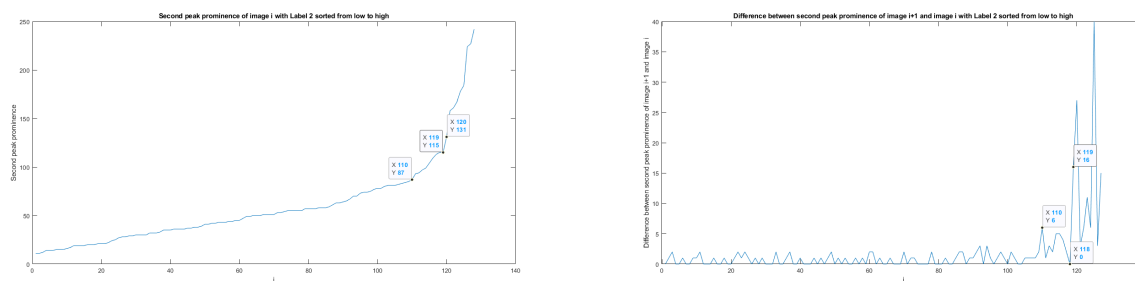 Second peak prominence of image i with Label 2 sorted from low to high
250
200
150
100
50
0
Second peak prominence
X 110
Y 87
X 119
Y 115
X 120
Y 131
0
20
40
60
80
100
120
140
i
Difference between second peak prominence of image i+1 and image i with Label 2 sorted from low to high
40
35
30
25
20
15
10
5
0
Difference between second peak prominence of image i+1 and image i
X 110
Y 6
X 119
Y 16
X 118
Y 0
0
20
40
60
80
100
120
i